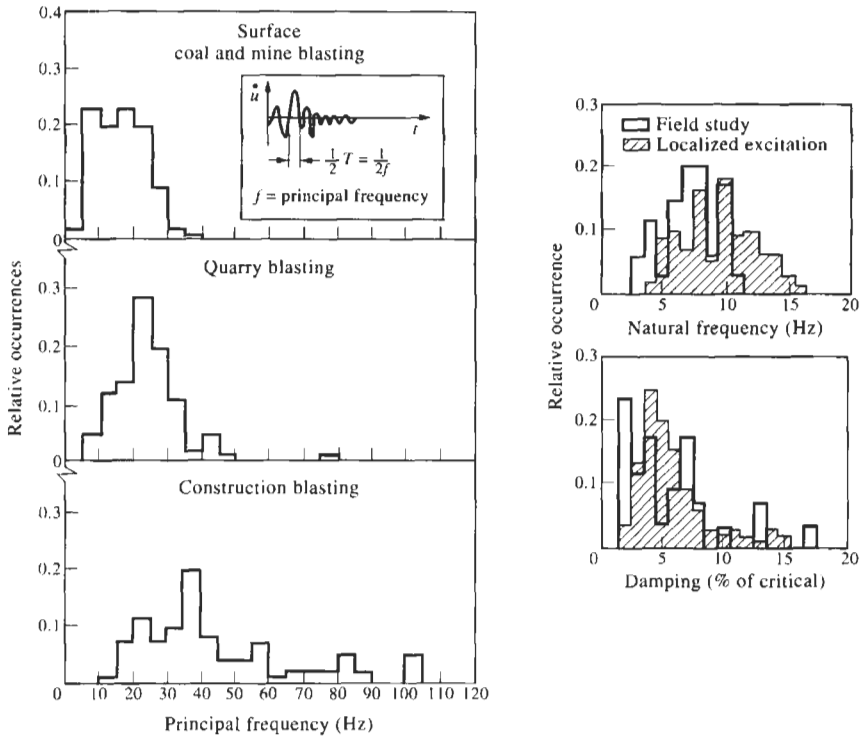 0.4
Surface
coal and mine blasting
0.3
u̇
t
0.2
1/2 T = 1/2f
f = principal frequency
0.1
0
Quarry blasting
0.3
0.2
0.1
0
Construction blasting
0.3
0.2
0.1
0 10 20 30 40 50 60 70 80 90 100 110 120
Principal frequency (Hz)
Relative occurrences
0.3
Field study
Localized excitation
0.2
0.1
0 5 10 15 20
Natural frequency (Hz)
0.3
0.2
0.1
0 5 10 15 20
Damping (% of critical)
Relative occurrence